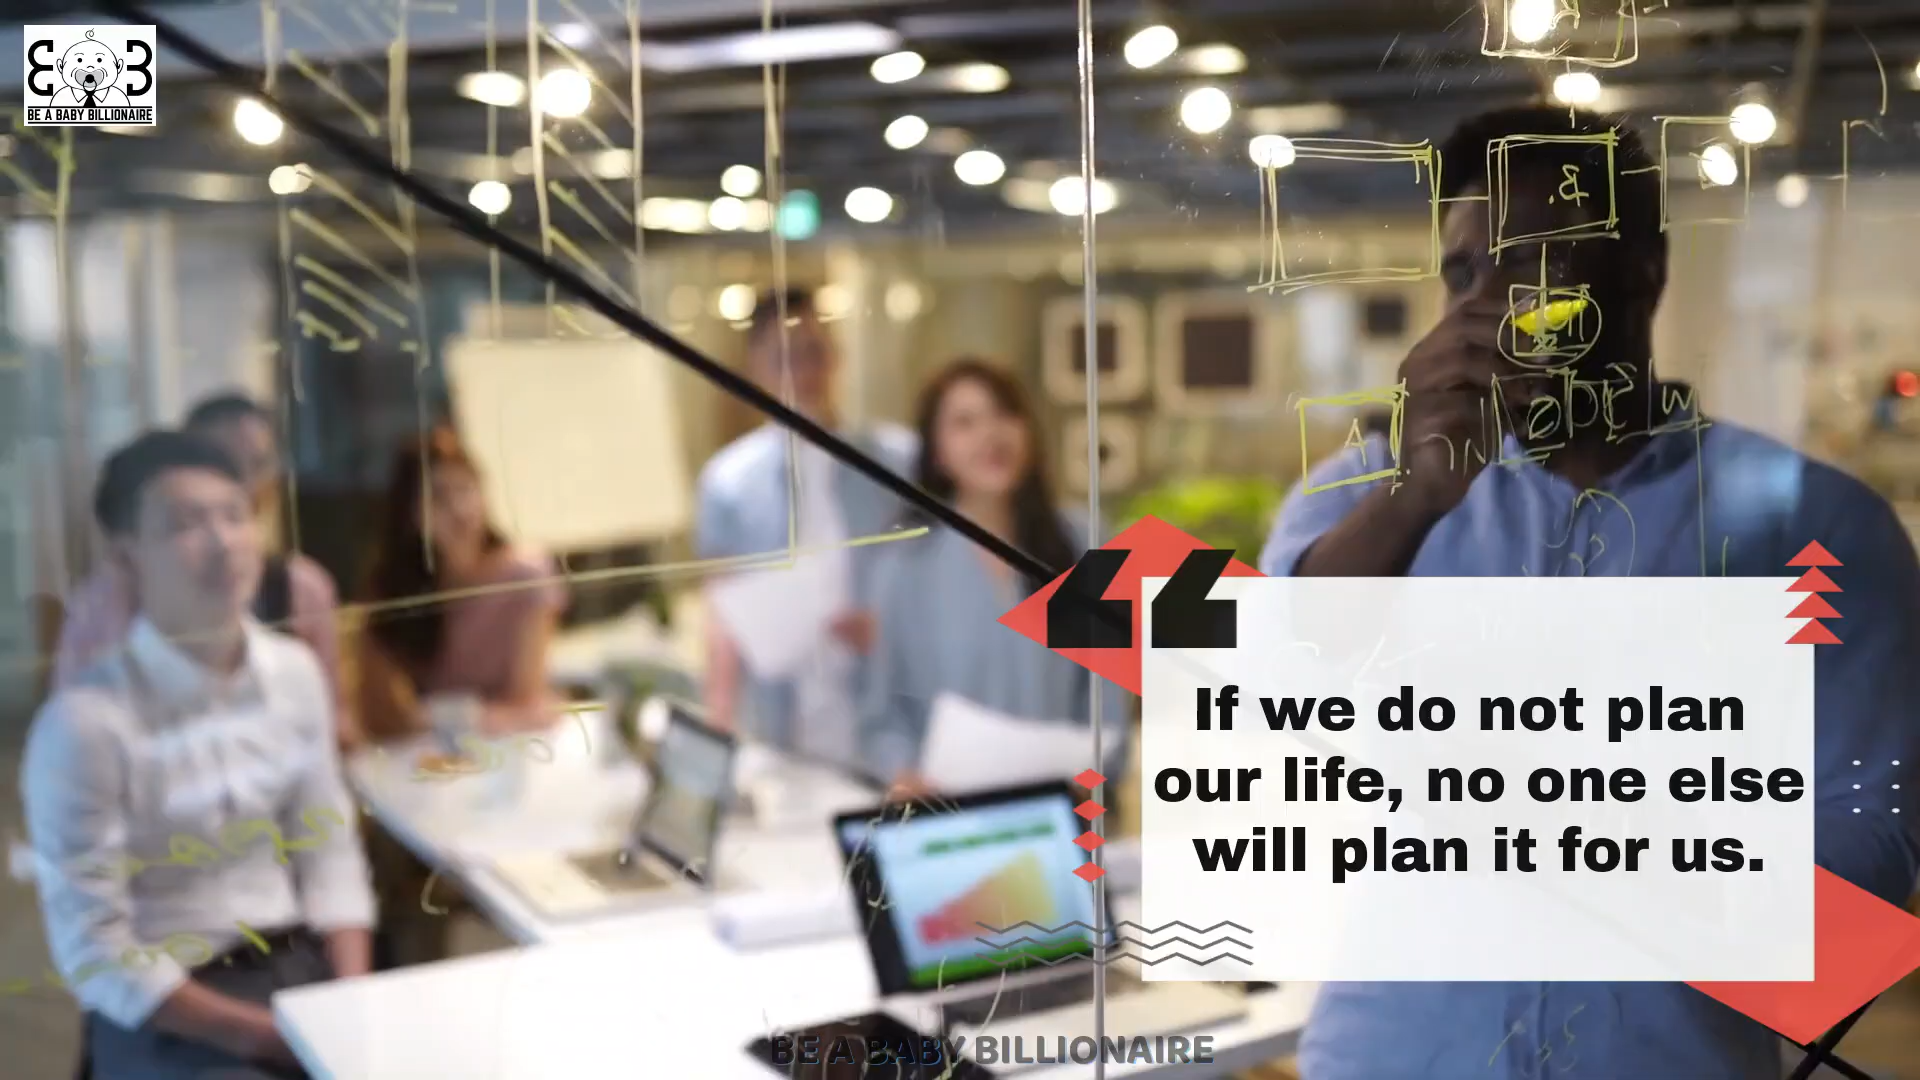 BE A BABY BILLIONAIRE
If we do not plan
our life, no one else
will plan it for us.
A
BE A BABY BILLIONAIRE